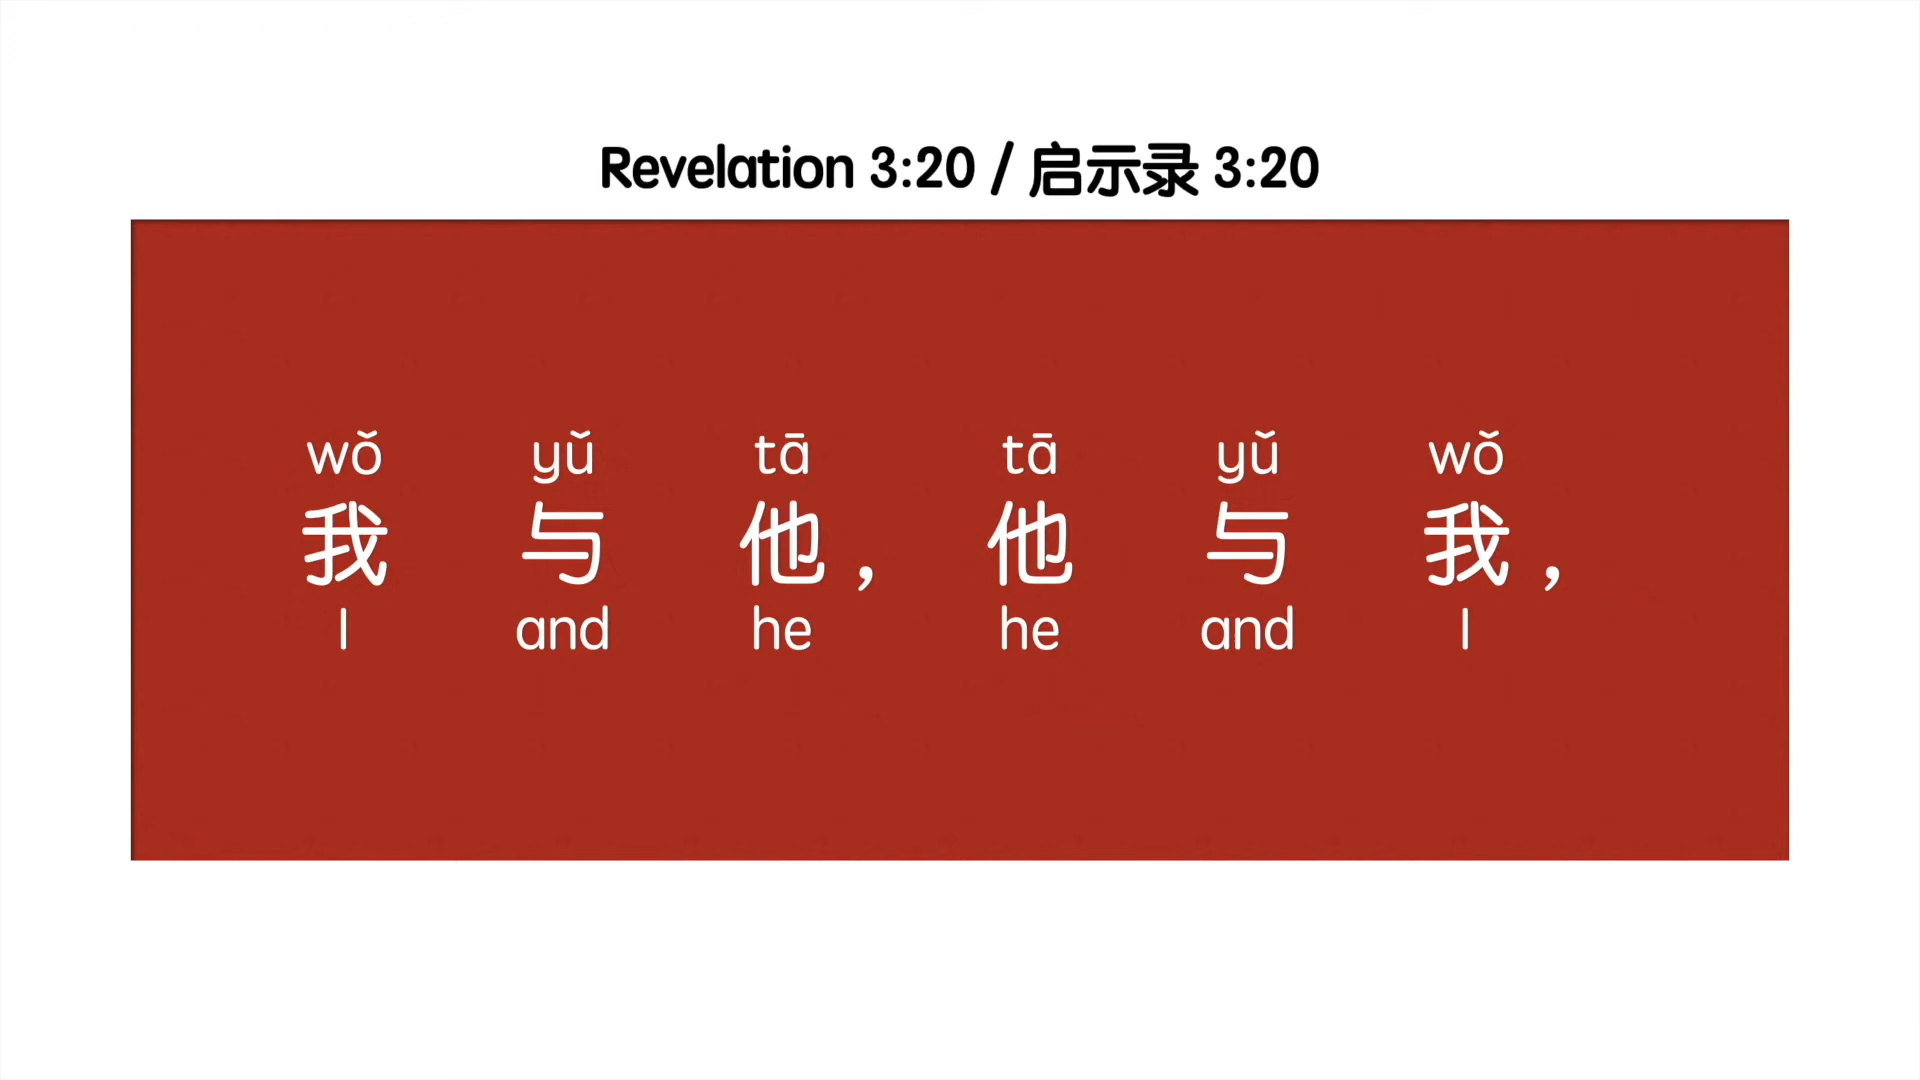 Revelation 3:20 / 启示录 3:20
wǒ yǔ tā tā yǔ wǒ
我 与 他， 他 与 我，
I and he he and I